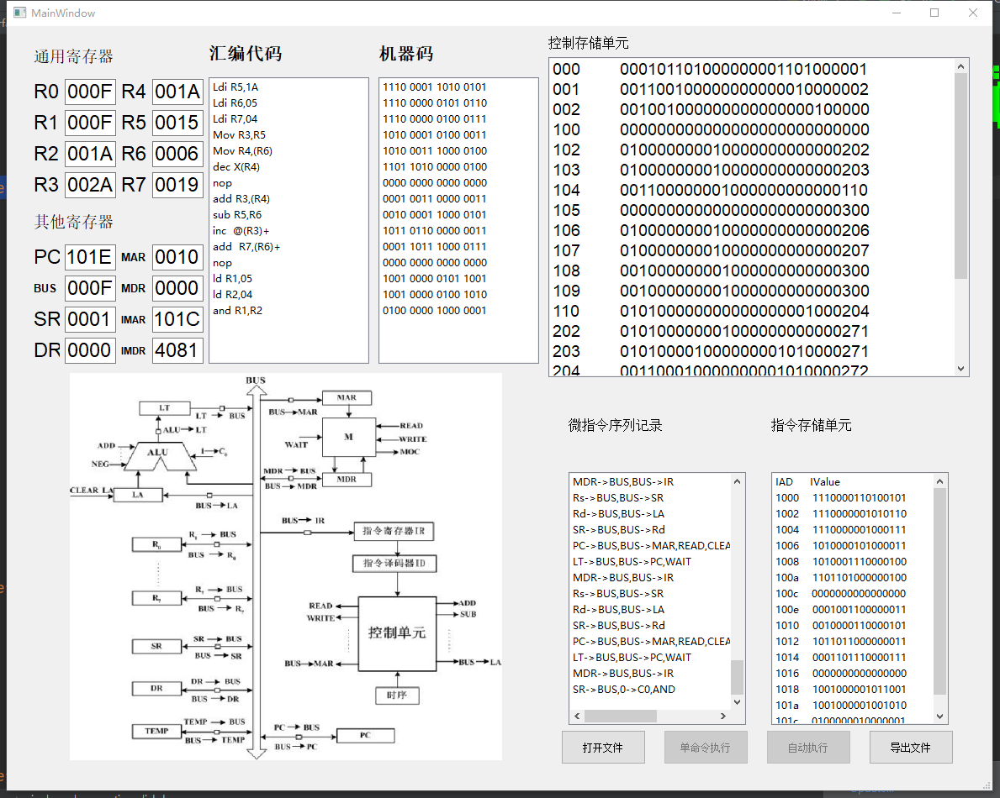 MainWindow
通用寄存器
R0 000F R4 001A
R1 000F R5 0015
R2 001A R6 0006
R3 002A R7 0019
其他寄存器
PC 101E MAR 0010
BUS 000F MDR 0000
SR 0001 IMAR 101C
DR 0000 IMDR 4081
汇编代码
Ldi R5,1A
Ldi R6,05
Ldi R7,04
Mov R3,R5
Mov R4,(R6)
dec X(R4)
nop
add R3,(R4)
sub R5,R6
inc @(R3)+
add R7,(R6)+
nop
ld R1,05
ld R2,04
and R1,R2
机器码
1110 0001 1010 0101
1110 0000 0101 0110
1110 0000 0100 0111
1010 0001 0100 0011
1010 0011 1000 0100
1101 1010 0000 0100
0000 0000 0000 0000
0001 0011 0000 0011
0010 0001 1000 0101
1011 0110 0000 0011
0001 1011 1000 0111
0000 0000 0000 0000
1001 0000 0101 1001
1001 0000 0100 1010
0100 0000 1000 0001
控制存储单元
000 000101101000000001101000001
001 001100100000000000010000002
002 001001000000000000000100000
100 000000000000000000000000000
102 010000000010000000000000202
103 010000000010000000000000203
104 001100000010000000000000110
105 000000000000000000000000300
106 010000000010000000000000206
107 010000000010000000000000207
108 001000000010000000000000300
109 001000000010000000000000300
110 010100000000000000001000204
202 010100000010000000000000271
203 010100001000000001010000271
204 001100010000000001010000272
BUS
LT
LT → BUS
ALU→LT
ADD
NEG
ALU
1→C0
CLEAR LA
LA
BUS→LA
MAR
BUS→MAR
M
READ
WRITE
MOC
WAIT
MDR → BUS
BUS→MDR
MDR
BUS→ IR
指令寄存器IR
指令译码器ID
READ
WRITE
ADD
SUB
控制单元
BUS→MAR
BUS→LA
时序
R0
BUS → R0
R7
R7 → BUS
BUS → R7
SR
SR → BUS
BUS → SR
DR
DR → BUS
BUS → DR
TEMP
TEMP → BUS
BUS→ TEMP
PC → BUS
PC
BUS →PC
微指令序列记录
MDR->BUS,BUS->IR
Rs->BUS,BUS->SR
Rd->BUS,BUS->LA
SR->BUS,BUS->Rd
PC->BUS,BUS->MAR,READ,CLEA
LT->BUS,BUS->PC,WAIT
MDR->BUS,BUS->IR
Rs->BUS,BUS->SR
Rd->BUS,BUS->LA
SR->BUS,BUS->Rd
PC->BUS,BUS->MAR,READ,CLEA
LT->BUS,BUS->PC,WAIT
MDR->BUS,BUS->IR
SR->BUS,0->C0,AND
指令存储单元
IAD IValue
1000 1110000110100101
1002 1110000001010110
1004 1110000001000111
1006 1010000101000011
1008 1010001110000100
100a 1101101000000100
100c 0000000000000000
100e 0001001100000011
1010 0010000110000101
1012 1011011000000011
1014 0001101110000111
1016 0000000000000000
1018 1001000001011001
101a 1001000001001010
101c 0100000010000001
打开文件 单命令执行 自动执行 导出文件